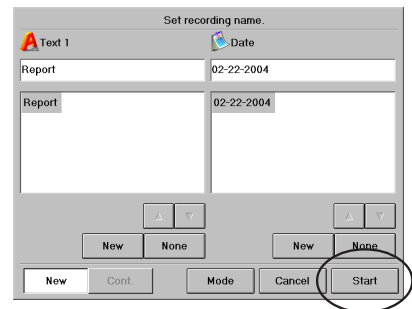 Set recording name.
Text 1 Date
Report 02-22-2004
Report 02-22-2004
New None New None
New Cont. Mode Cancel Start